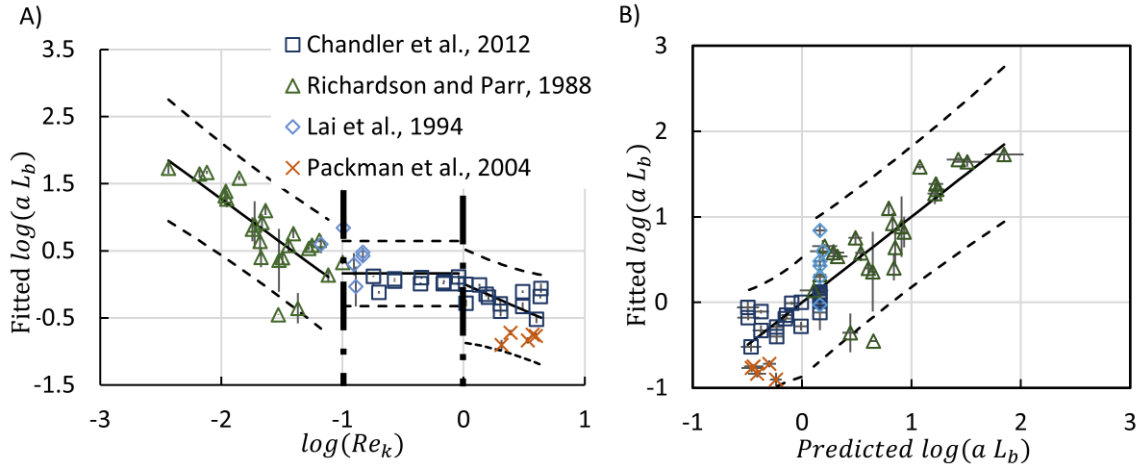 A)
3.5
2.5
1.5
0.5
-0.5
-1.5
Fitted log(a L_b)
-3
-2
-1
0
1
log(Re_k)
Chandler et al., 2012
Richardson and Parr, 1988
Lai et al., 1994
Packman et al., 2004
B)
3
2
1
0
-1
Fitted log(a L_b)
-1
0
1
2
3
Predicted log(a L_b)